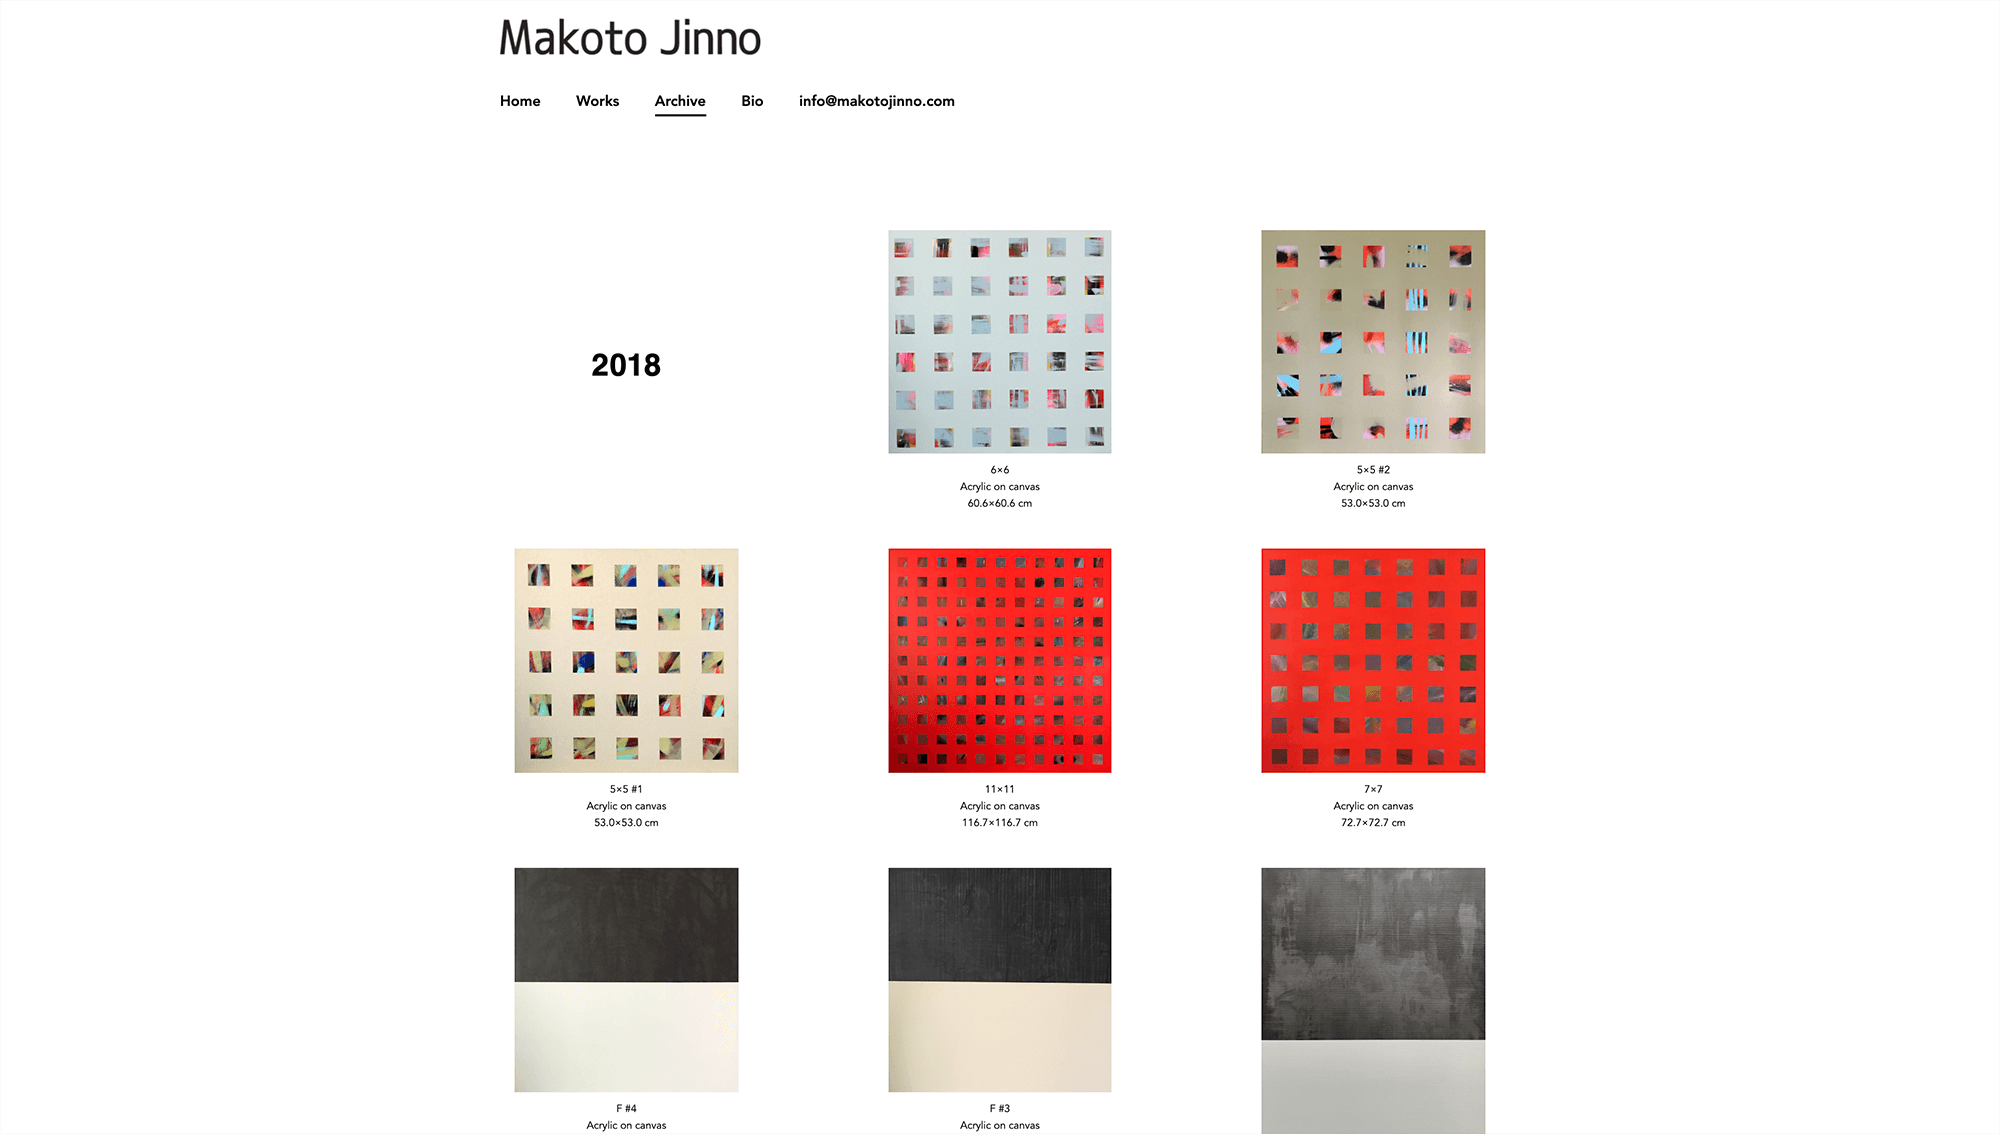 Makoto Jinno
Home Works Archive Bio info@makotojinno.com
2018
6×6
Acrylic on canvas
60.6×60.6 cm
5×5 #2
Acrylic on canvas
53.0×53.0 cm
5×5 #1
Acrylic on canvas
53.0×53.0 cm
11×11
Acrylic on canvas
116.7×116.7 cm
7×7
Acrylic on canvas
72.7×72.7 cm
F #4
Acrylic on canvas
F #3
Acrylic on canvas